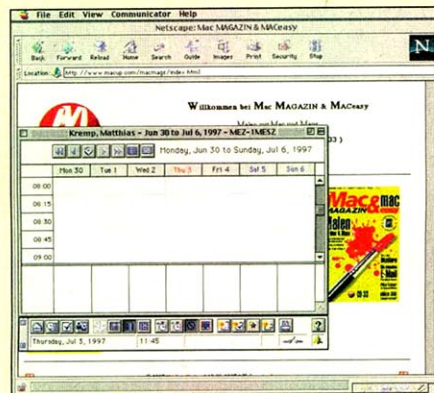 File Edit View Communicator Help
Netscape: Mac MAGAZIN & MACeasy
Back Forward Reload Home Search Guide Images Print Security Stop
N
Location: http://www.macup.com/macmagz/index.html
Willkommen bei Mac MAGAZIN & MACeasy
Kremp, Matthias - Jun 30 to Jul 6, 1997 - MEZ-1MESZ
Monday, Jun 30 to Sunday, Jul 6, 1997
Mon 30 Tue 1 Wed 2 Thu 3 Fri 4 Sat 5 Sun 6
08:00
08:15
08:30
08:45
09:00
Mac & mac
MAGAZIN easy
Thursday, Jul 3, 1997 11:45